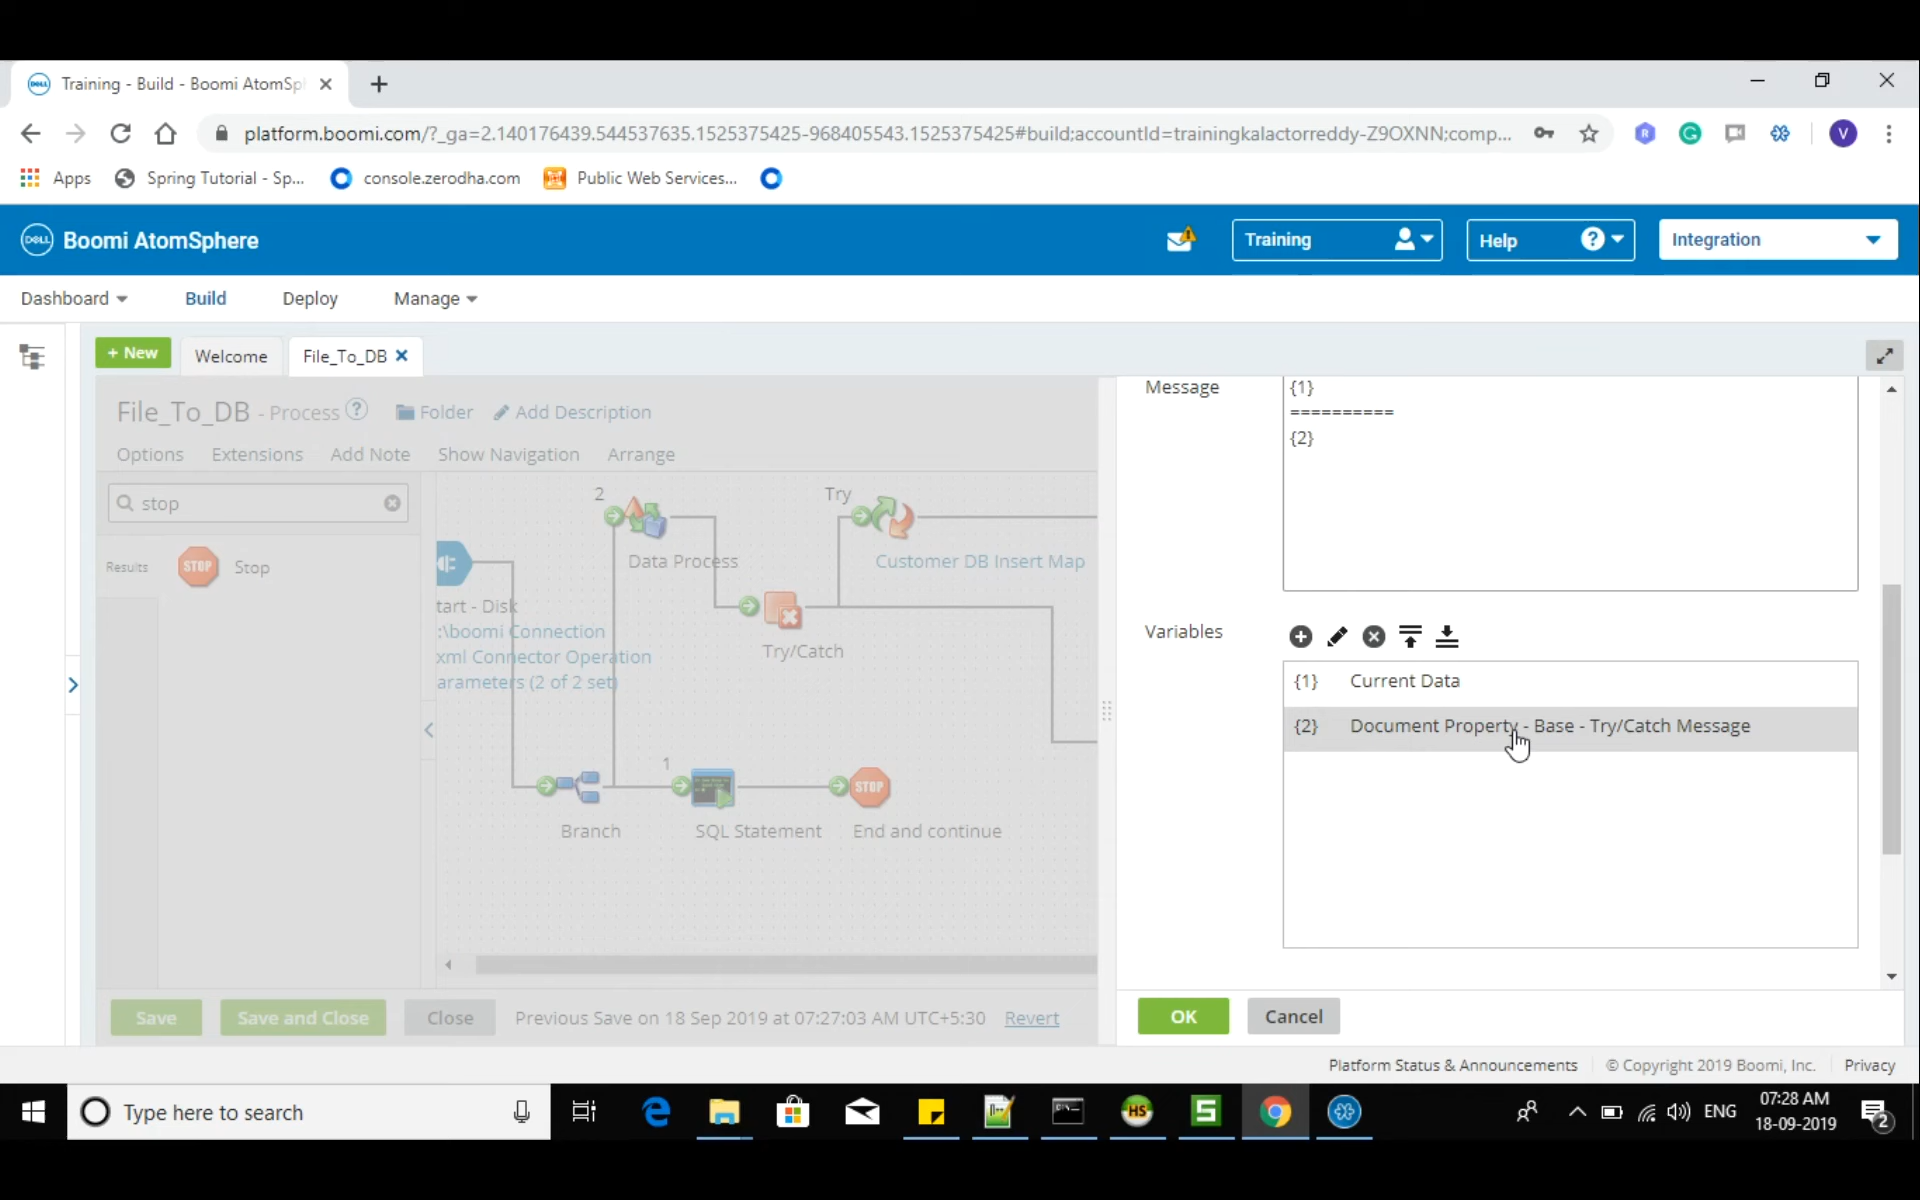 Training - Build - Boomi AtomSp
platform.boomi.com/?_ga=2.140176439.544537635.1525375425-968405543.1525375425#build;accountId=trainingkalactorreddy-Z9OXNN;comp...
V
Apps
Spring Tutorial - Sp...
console.zerodha.com
Public Web Services...
DELL
Boomi AtomSphere
Training
Help
Integration
Dashboard
Build
Deploy
Manage
+ New
Welcome
File_To_DB
File_To_DB - Process
Folder
Add Description
Options
Extensions
Add Note
Show Navigation
Arrange
stop
Results
STOP
Stop
2
Data Process
Try
Customer DB Insert Map
tart - Disk
:\boomi Connection
xml Connector Operation
arameters (2 of 2 set)
Try/Catch
Branch
1
SQL Statement
STOP
End and continue
Message
{1}
==========
{2}
Variables
{1} Current Data
{2} Document Property - Base - Try/Catch Message
Save
Save and Close
Close
Previous Save on 18 Sep 2019 at 07:27:03 AM UTC+5:30
Revert
OK
Cancel
Platform Status & Announcements
© Copyright 2019 Boomi, Inc.
Privacy
Type here to search
HS
S
ENG
07:28 AM
18-09-2019
2